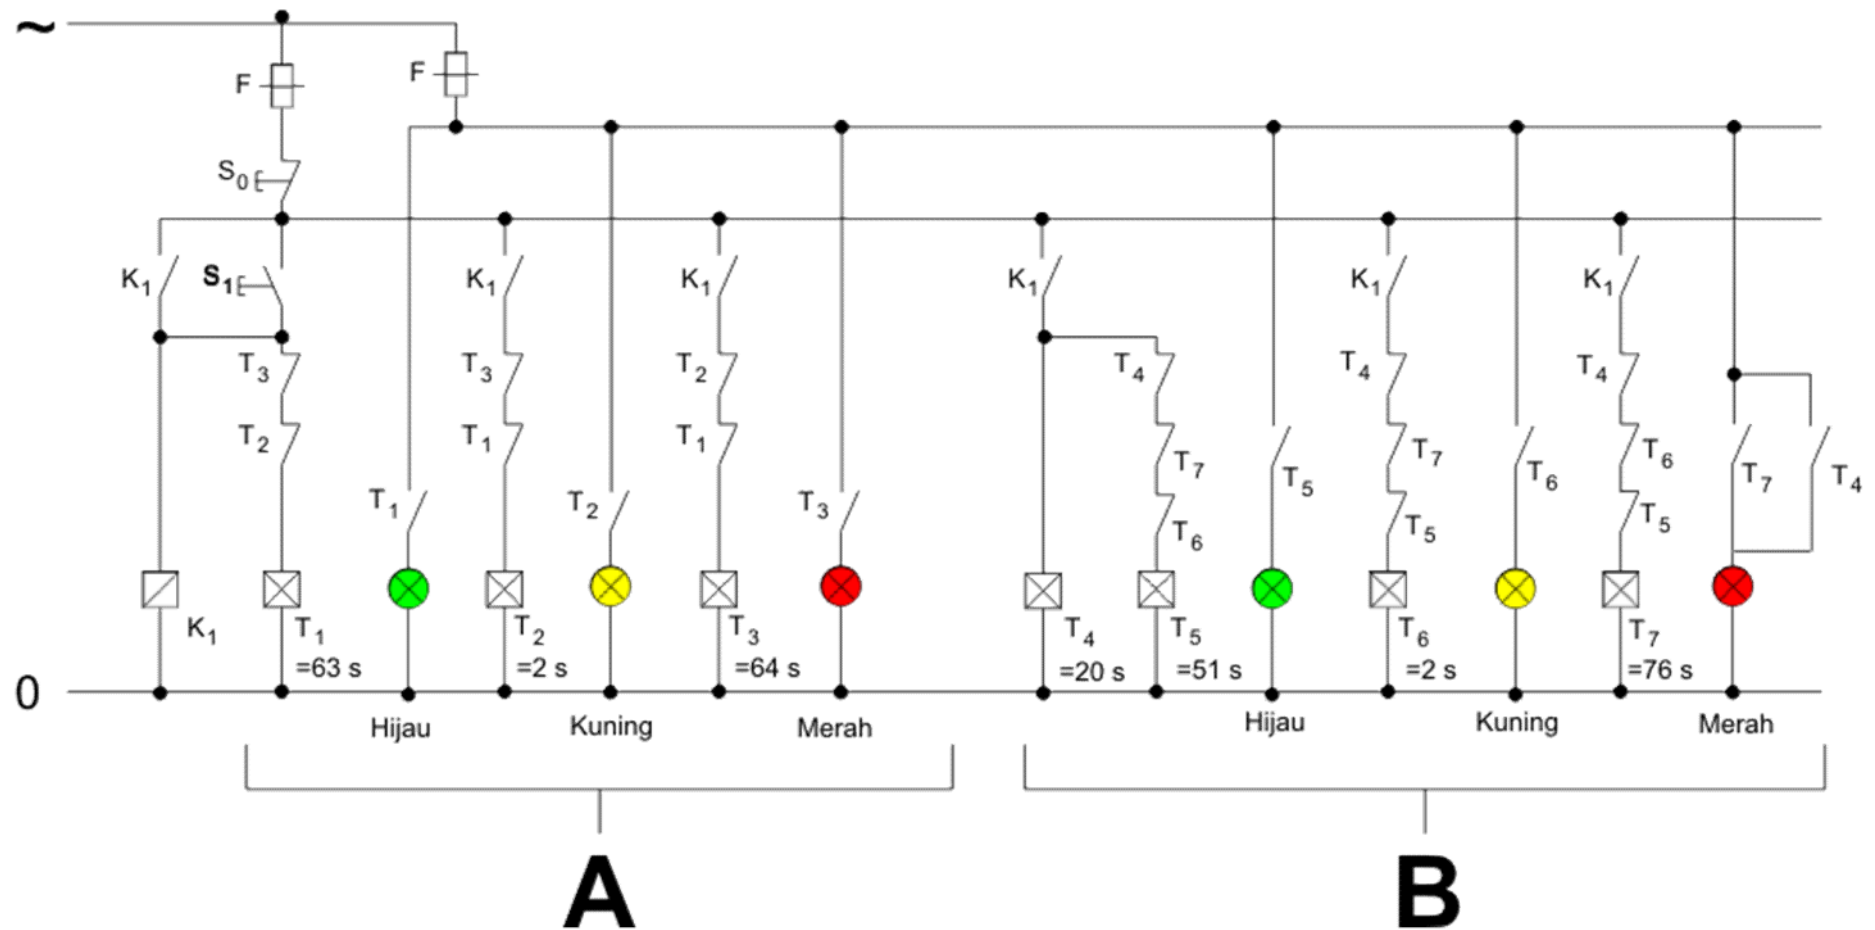 ~
F
F
S0
K1
S1
K1
K1
K1
K1
K1
T3
T3
T2
T4
T4
T4
T2
T1
T1
T7
T7
T6
T5
T6
T7
T4
T1
T2
T3
T6
T5
T5
K1
T1
=63 s
T2
=2 s
T3
=64 s
T4
=20 s
T5
=51 s
T6
=2 s
T7
=76 s
0
Hijau
Kuning
Merah
Hijau
Kuning
Merah
A
B